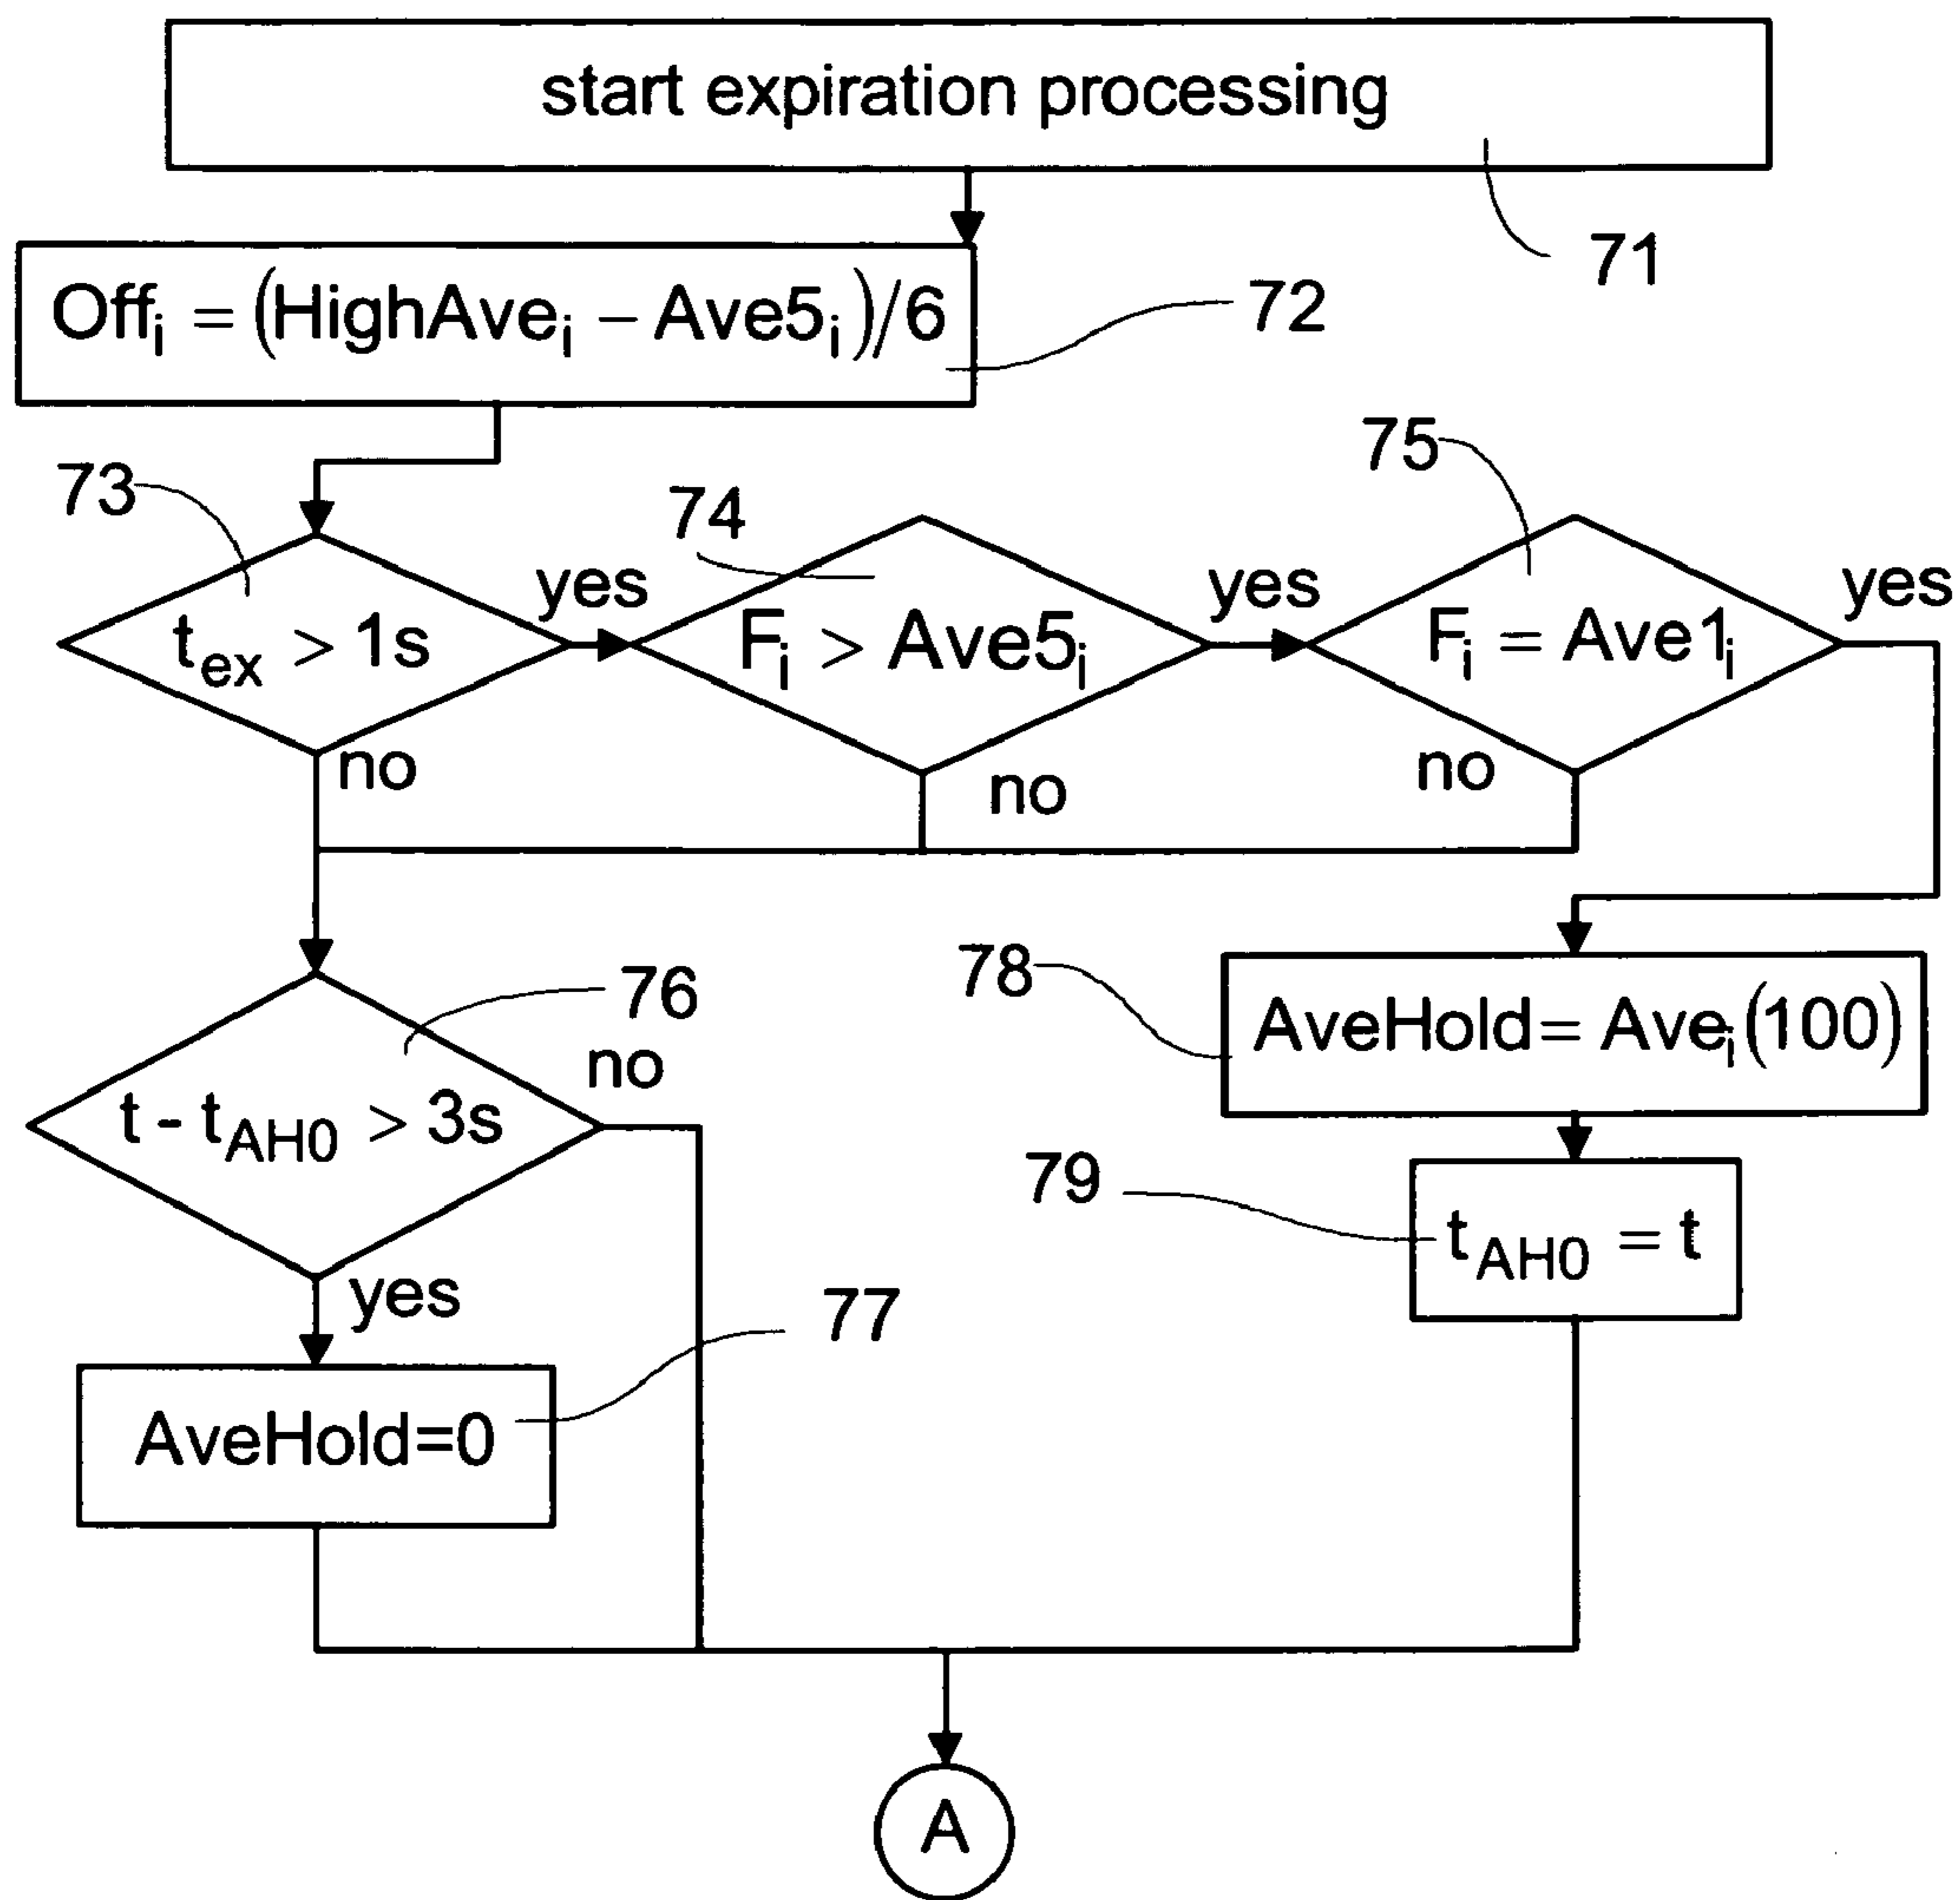 start expiration processing
71
Off_i = (HighAve_i – Ave5_i)/6
72
73
74
75
t_ex > 1s
yes
F_i > Ave5_i
yes
F_i = Ave1_i
yes
no
no
no
76
t - t_AH0 > 3s
no
yes
78
AveHold = Ave_i(100)
79
t_AH0 = t
77
AveHold=0
A